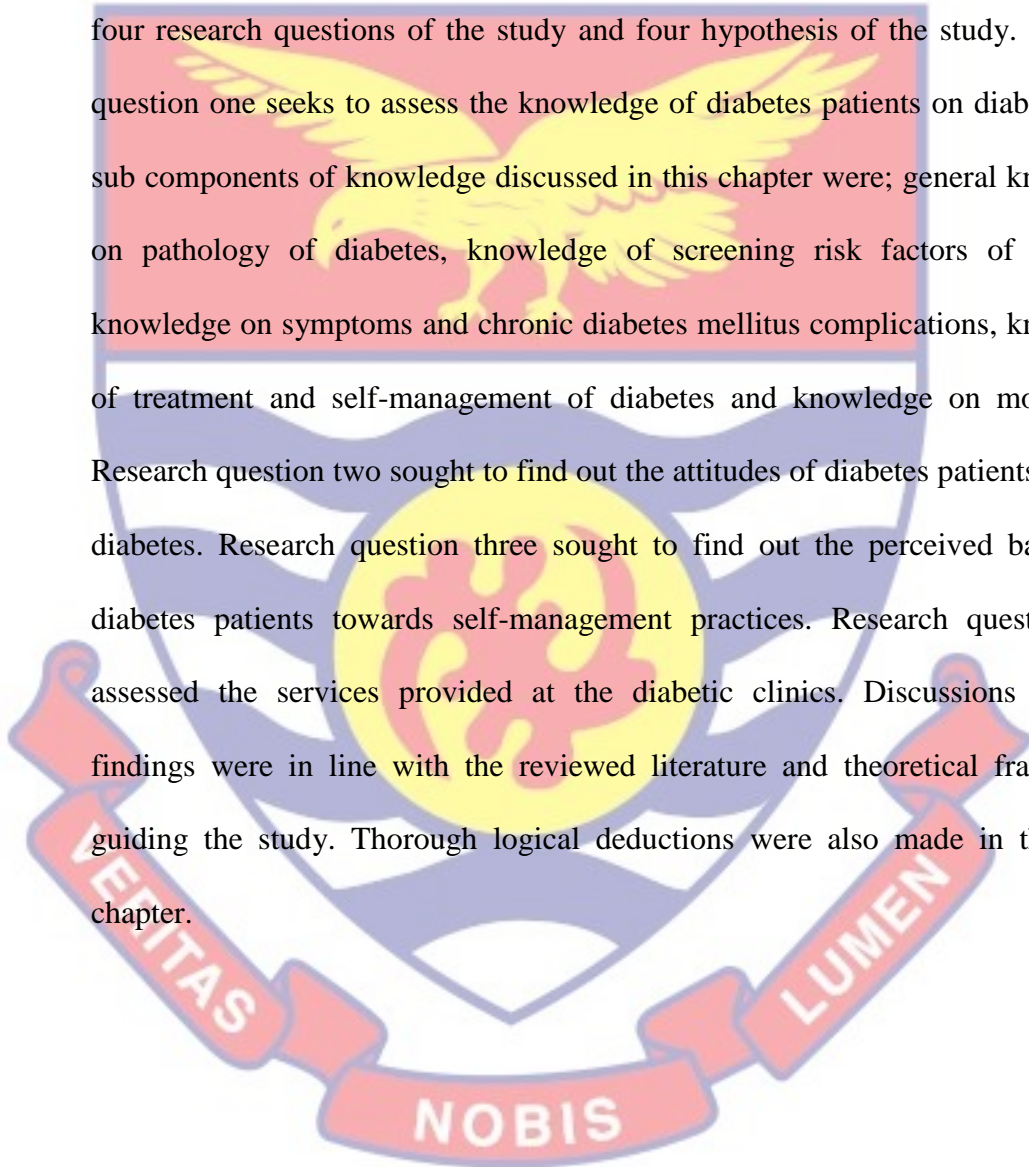 four research questions of the study and four hypothesis of the study.
question one seeks to assess the knowledge of diabetes patients on diab
sub components of knowledge discussed in this chapter were; general kn
on pathology of diabetes, knowledge of screening risk factors of
knowledge on symptoms and chronic diabetes mellitus complications, kn
of treatment and self-management of diabetes and knowledge on mo
Research question two sought to find out the attitudes of diabetes patients
diabetes. Research question three sought to find out the perceived ba
diabetes patients towards self-management practices. Research quest
assessed the services provided at the diabetic clinics. Discussions
findings were in line with the reviewed literature and theoretical fra
guiding the study. Thorough logical deductions were also made in t
chapter.
VERITAS
NOBIS
LUMEN